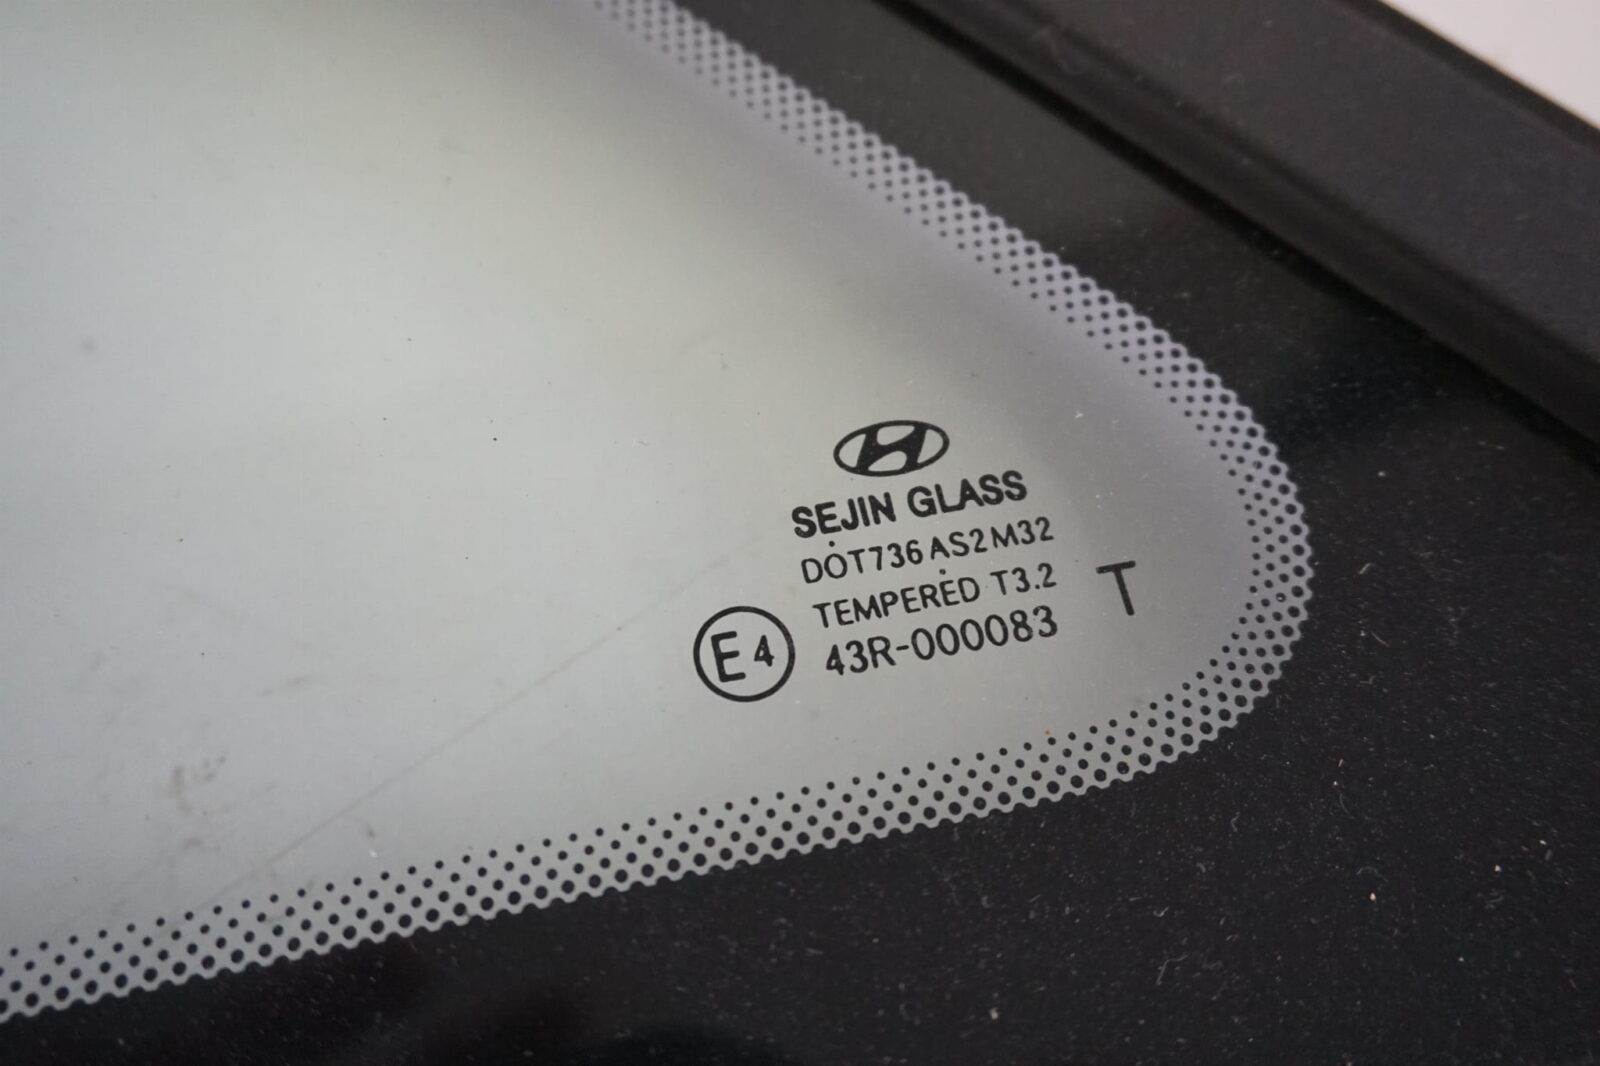 SEJIN GLASS
DOT736 AS2 M32
TEMPERED T3.2
E4 43R-000083 T